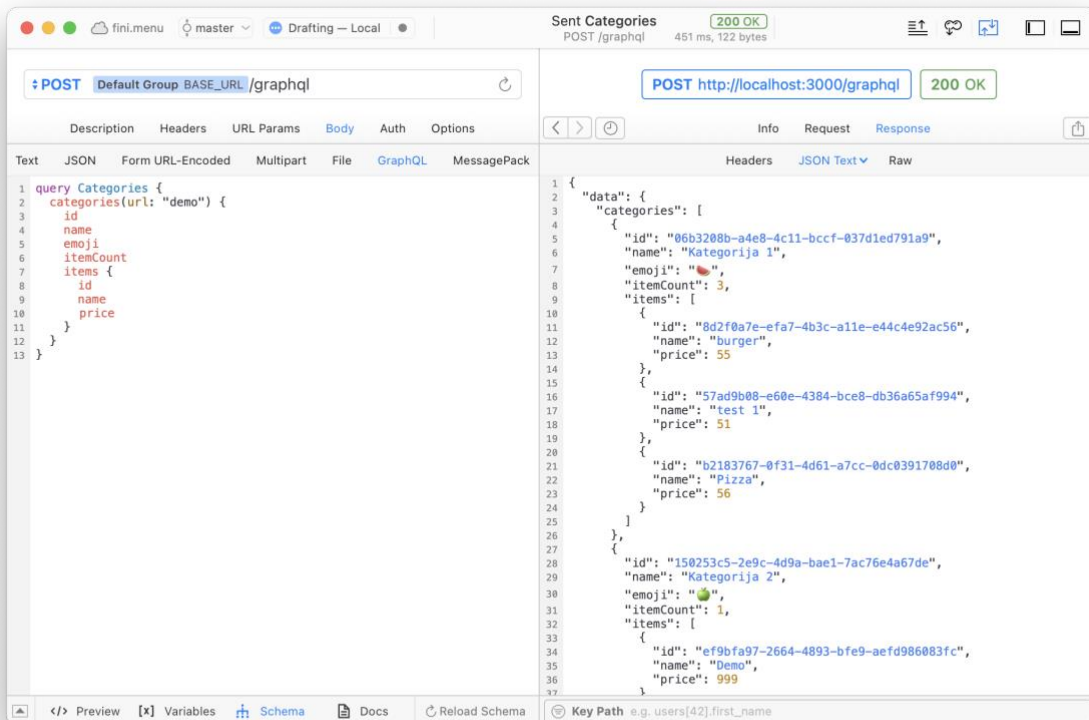 fini.menu master Drafting — Local
Sent Categories 200 OK
POST /graphql 451 ms, 122 bytes
POST Default Group BASE_URL /graphql
POST http://localhost:3000/graphql 200 OK
Description Headers URL Params Body Auth Options
Info Request Response
Text JSON Form URL-Encoded Multipart File GraphQL MessagePack
Headers JSON Text Raw
1 query Categories {
2 categories(url: "demo") {
3 id
4 name
5 emoji
6 itemCount
7 items {
8 id
9 name
10 price
11 }
12 }
13 }
1 {
2 "data": {
3 "categories": [
4 {
5 "id": "06b3208b-a4e8-4c11-bccf-037d1ed791a9",
6 "name": "Kategorija 1",
7 "emoji": "🍉",
8 "itemCount": 3,
9 "items": [
10 {
11 "id": "8d2f0a7e-efa7-4b3c-a11e-e44c4e92ac56",
12 "name": "burger",
13 "price": 55
14 },
15 {
16 "id": "57ad9b08-e60e-4384-bce8-db36a65af994",
17 "name": "test 1",
18 "price": 51
19 },
20 {
21 "id": "b2183767-0f31-4d61-a7cc-0dc0391708d0",
22 "name": "Pizza",
23 "price": 56
24 }
25 ]
26 },
27 {
28 "id": "150253c5-2e9c-4d9a-bae1-7ac76e4a67de",
29 "name": "Kategorija 2",
30 "emoji": "🍏",
31 "itemCount": 1,
32 "items": [
33 {
34 "id": "ef9bfa97-2664-4893-bfe9-aefd986083fc",
35 "name": "Demo",
36 "price": 999
37 }
</> Preview [x] Variables Schema Docs Reload Schema
Key Path e.g. users[42].first_name